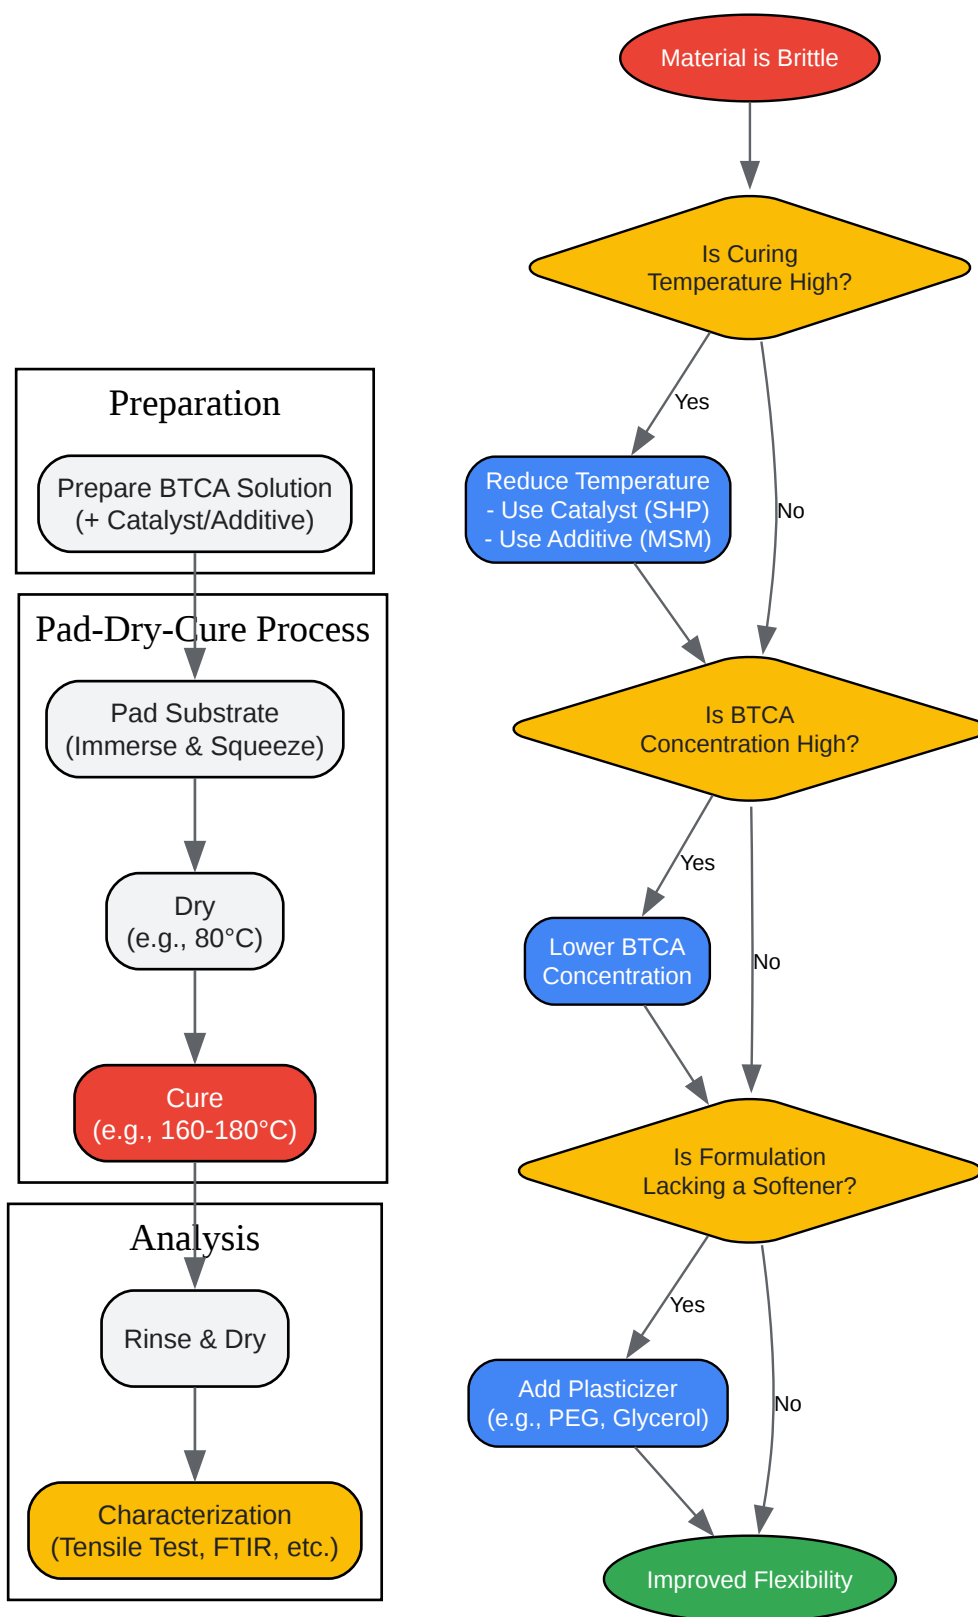 Preparation
Prepare BTCA Solution
(+ Catalyst/Additive)
Pad-Dry-Cure Process
Pad Substrate
(Immerse & Squeeze)
Dry
(e.g., 80°C)
Cure
(e.g., 160-180°C)
Analysis
Rinse & Dry
Characterization
(Tensile Test, FTIR, etc.)
Material is Brittle
Is Curing
Temperature High?
Yes
No
Reduce Temperature
- Use Catalyst (SHP)
- Use Additive (MSM)
Is BTCA
Concentration High?
Yes
No
Lower BTCA
Concentration
Is Formulation
Lacking a Softener?
Yes
No
Add Plasticizer
(e.g., PEG, Glycerol)
Improved Flexibility